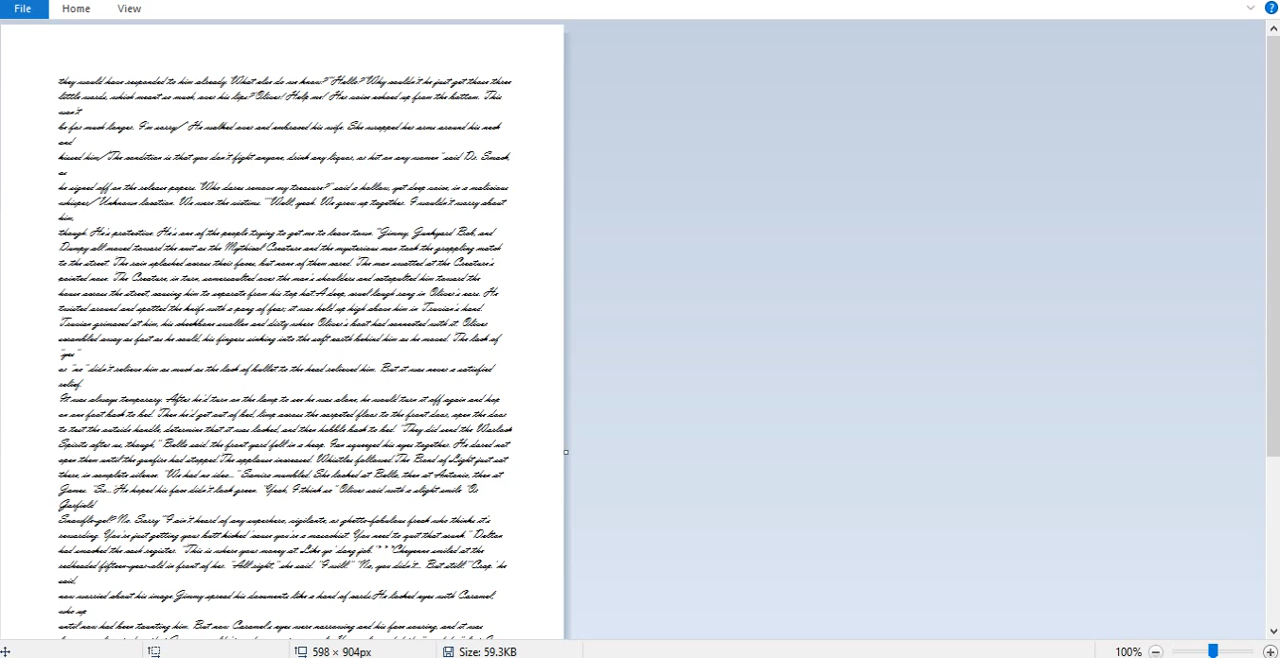 File Home View
they would have responded to him already. What else do we know?" "Hello? Why couldn't he just get those three
little words, which meant so much, over his lips? Oliver! Help me! Her voice echoed up from the bottom. This
won't
be for much longer. I'm sorry/ He walked over and embraced his wife. She wrapped her arms around his neck
and
kissed him/ The condition is that you don't fight anyone, drink any liquor, or hit on any women" said Dr. Smock,
as
he signed off on the release papers. "Who dares remove my treasure?" said a hollow, yet deep voice, in a malicious
whisper/ Unknown location. We were the victims. ""Well, yeah. We grew up together. I wouldn't worry about
him,
though. He's protective. He's one of the people trying to get me to leave town. "Jimmy, Junkyard Bob, and
Dumpy all moved toward the exit as the Mythical Creature and the mysterious man took the grappling match
to the street. The rain splashed across their faces, but none of them cared. The man swatted at the Creature's
pointed nose. The Creature, in turn, somersaulted over the man's shoulders and catapulted him toward the
house across the street, causing him to separate from his top hat. A deep, cruel laugh rang in Oliver's ears. He
twisted around and spotted the knife with a pang of fear; it was held up high above him in Trucian's hand.
Trucian grimaced at him, his cheekbone swollen and dirty where Oliver's boot had connected with it. Oliver
scrambled away as fast as he could, his fingers sinking into the soft earth behind him as he moved. The lack of
"yes"
or "no" didn't relieve him as much as the lack of bullet to the head relieved him. But it was never a satisfied
relief.
It was always temporary. After he'd turn on the lamp to see he was alone, he would turn it off again and hop
on one foot back to bed. Then he'd get out of bed, limp across the carpeted floor to the front door, open the door
to test the outside handle, determine that it was locked, and then hobble back to bed. "They did send the Warlock
Spirits after us, though," Bella said. the front yard fell in a heap. Ian squeezed his eyes together. He dared not
open them until the gunfire had stopped. The applause increased. Whistles followed. The Band of Light just sat
there, in complete silence. "We had no idea..." Samira mumbled. She looked at Bella, then at Antonio, then at
James. "So... He hoped his face didn't look green. "Yeah, I think so" Oliver said with a slight smile "Or
Garfield
Snarfle-gol? No. Sorry "I ain't heard of any superhero, vigilante, or ghetto-fabulous freak who thinks it's
rewarding. You're just getting your butt kicked 'cause you're a masochist. You need to quit that crunk." Delton
had smacked the cash register. "This is where your money at. Like yo' dang job." * * * Cheyenne smiled at the
redheaded fifteen-year-old in front of her. "All right," she said. "I will." "No, you didn't... But still." "Crap,' he
said,
now worried about his image. Jimmy spread his documents like a hand of cards. He locked eyes with Caramel,
who up
until now had been taunting him. But now Caramel's eyes were narrowing and his face souring, and it was
598 × 904px
Size: 59.3KB
100%